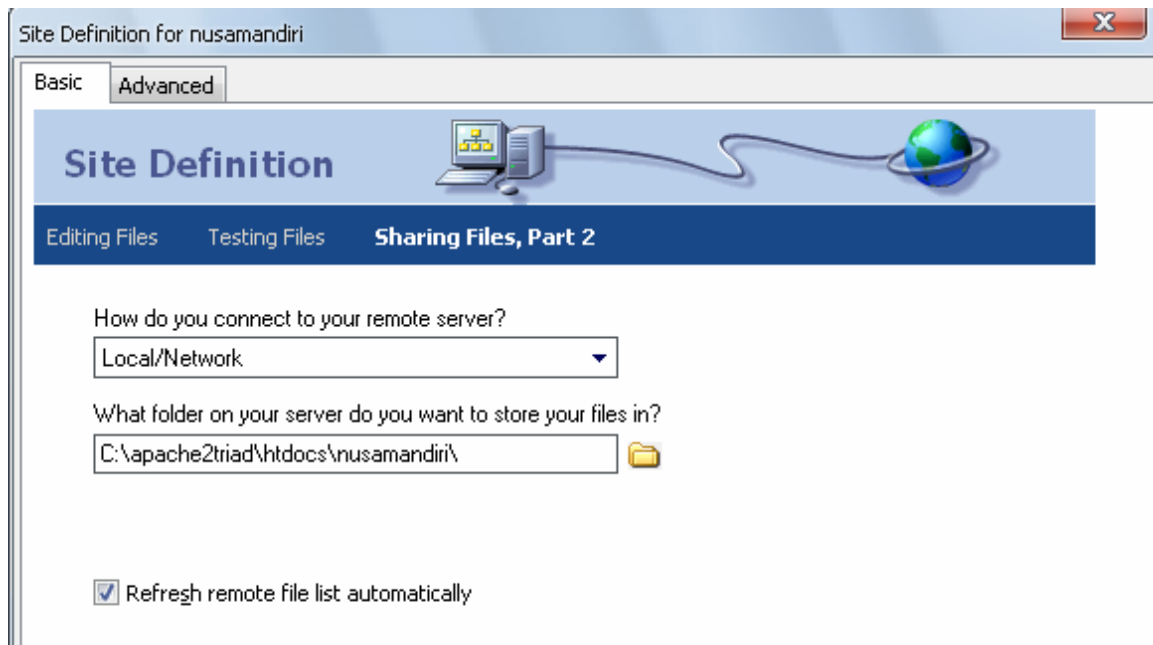 Site Definition for nusamandiri
Basic
Advanced
Site Definition
Editing Files Testing Files Sharing Files, Part 2
How do you connect to your remote server?
Local/Network
What folder on your server do you want to store your files in?
C:\apache2triad\htdocs\nusamandiri\
Refresh remote file list automatically